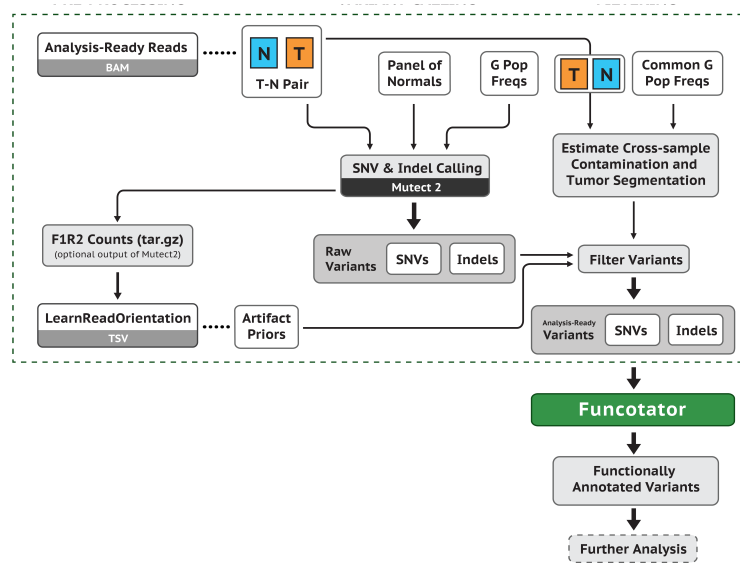 Analysis-Ready Reads
BAM
N
T
T-N Pair
Panel of
Normals
G Pop
Freqs
T
N
Common G
Pop Freqs
SNV & Indel Calling
Mutect 2
Estimate Cross-sample
Contamination and
Tumor Segmentation
F1R2 Counts (tar.gz)
(optional output of Mutect2)
Raw
Variants
SNVs
Indels
Filter Variants
LearnReadOrientation
TSV
Artifact
Priors
Analysis-Ready
Variants
SNVs
Indels
Funcotator
Functionally
Annotated Variants
Further Analysis